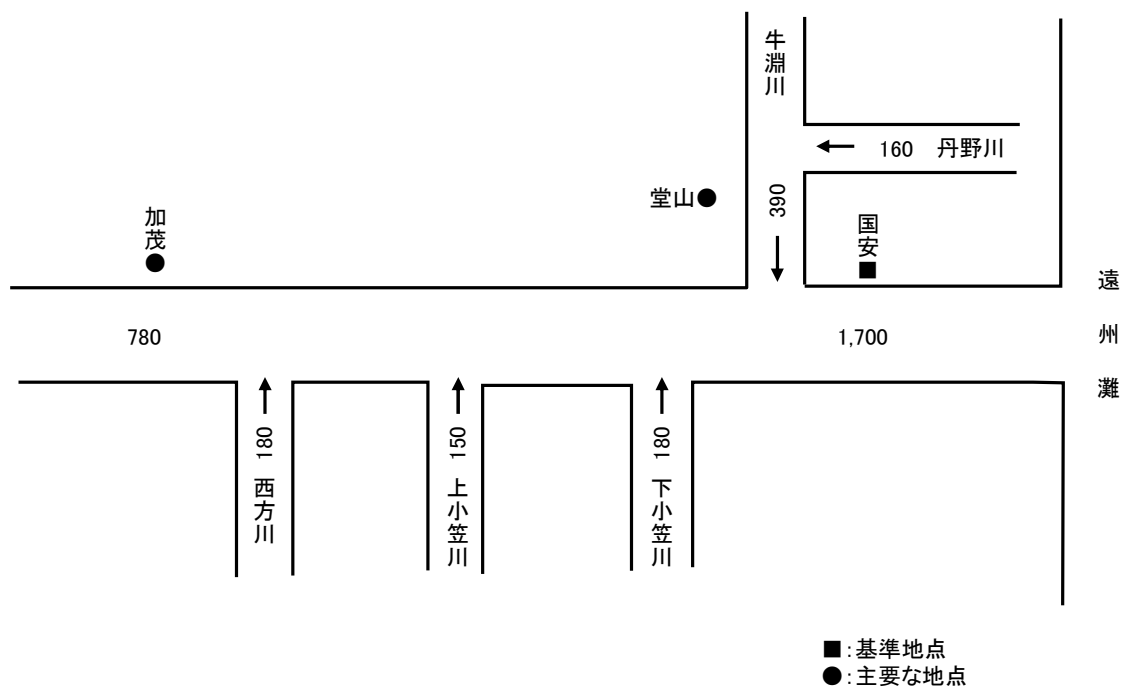 牛淵川
160 丹野川
堂山●
390
加茂
国安
遠州灘
780
1,700
180 西方川
150 上小笠川
180 下小笠川
■:基準地点
●:主要な地点